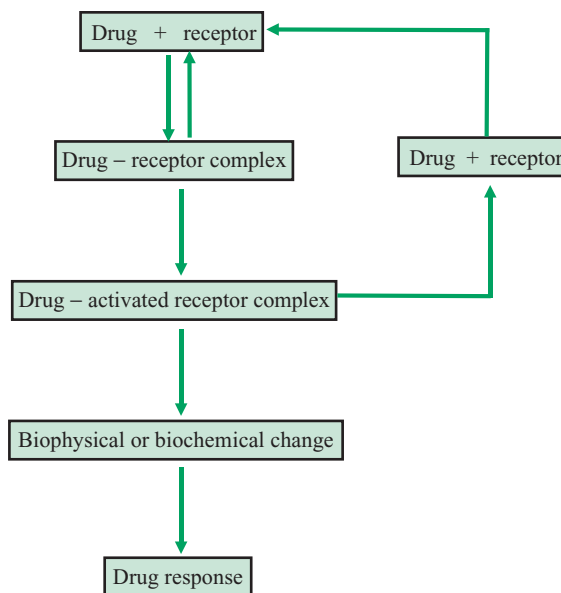 Drug + receptor
Drug – receptor complex
Drug + receptor
Drug – activated receptor complex
Biophysical or biochemical change
Drug response